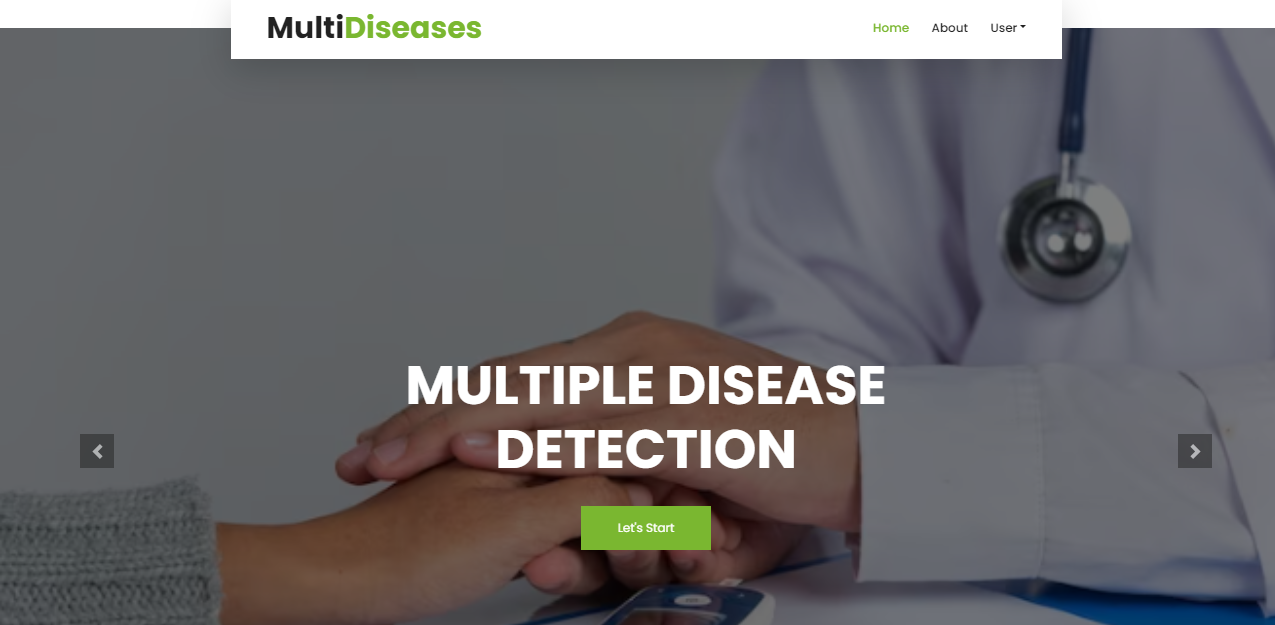 MultiDiseases
Home About User
MULTIPLE DISEASE
DETECTION
Let's Start